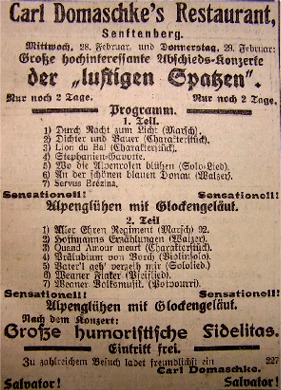 Carl Domaschke's Restaurant,
Senftenberg.
Mittwoch, 28. Februar, und Donnerstag, 29. Februar:
Große hochinteressante Abschieds-Konzerte
der „lustigen Spatzen".
Nur noch 2 Tage. Nur noch 2 Tage.
Programm.
1. Teil.
1) Durch Nacht zum Licht (Marsch).
2) Dichter und Bauer (Charakterstück).
3) Lion du Bal (Charakterstück).
4) Stephanien-Gavotte.
5) Wo die Alpenrosen blühen (Solo-Lied).
6) An der schönen blauen Donau (Walzer).
7) Servus Brezina.
Sensationell! Sensationell!
Alpenglühen mit Glockengeläut.
2. Teil
1) Aller Ehren Regiment (Marsch) 92.
2) Hoffmanns Erzählungen (Walzer).
3) Quand Amour meurt (Charakterstück).
4) Präludium von Borch (Violinsolo).
5) Vater'l geh' verzeih mir (Sololied).
6) Weaner Fiaker (Pfeiflied).
7) Weaner Volksmusik. (Potpourri).
Sensationell! Sensationell!
Alpenglühen mit Glockengeläut.
Nach dem Konzert:
Große humoristische Fidelitas.
Eintritt frei.
Zu zahlreichem Besuch ladet freundlichst ein 227
Carl Domaschke.
Salvator! Salvator!